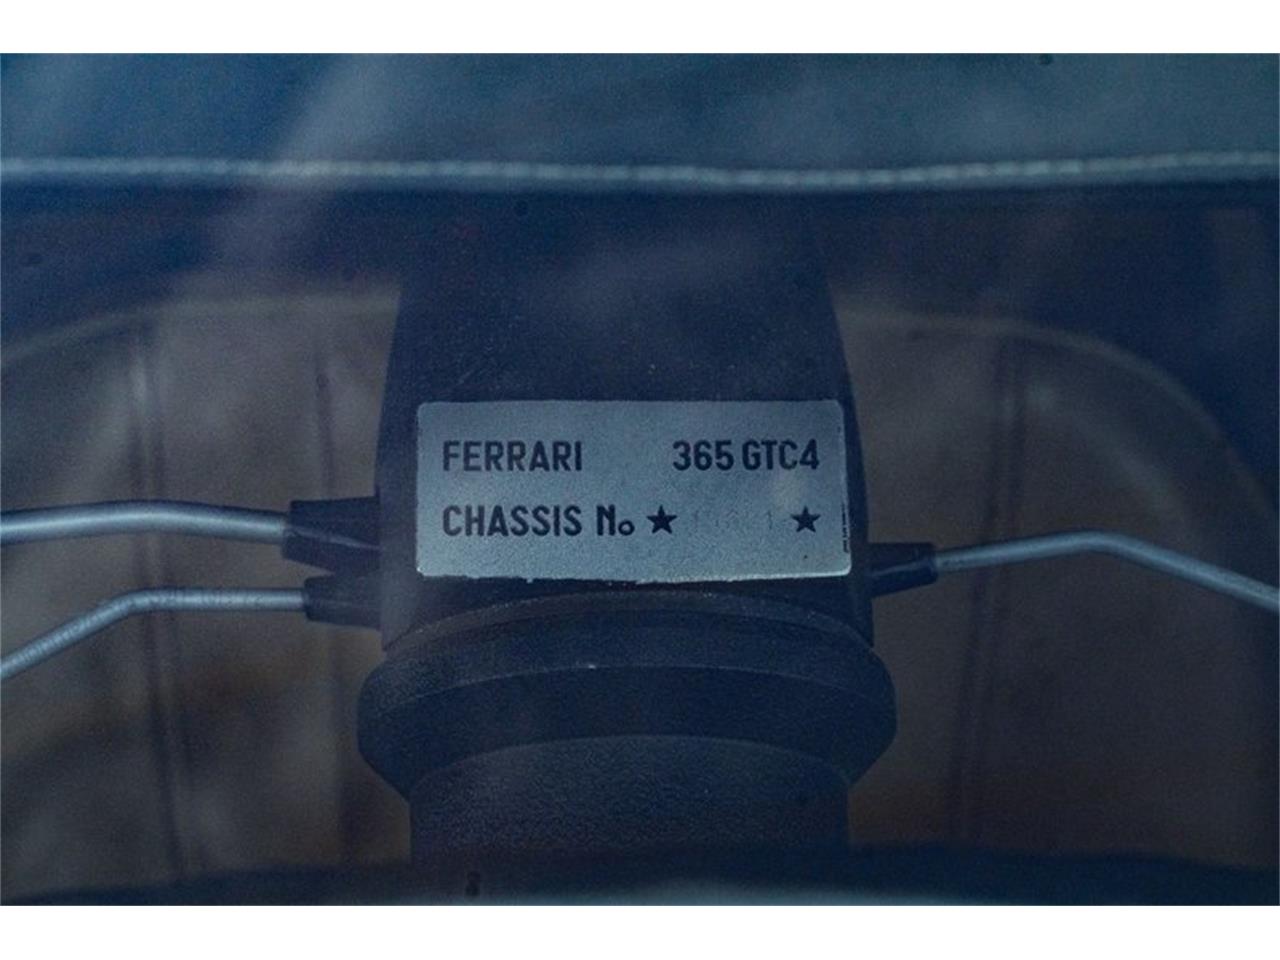 FERRARI 365 GTC4
CHASSIS No ★ ★